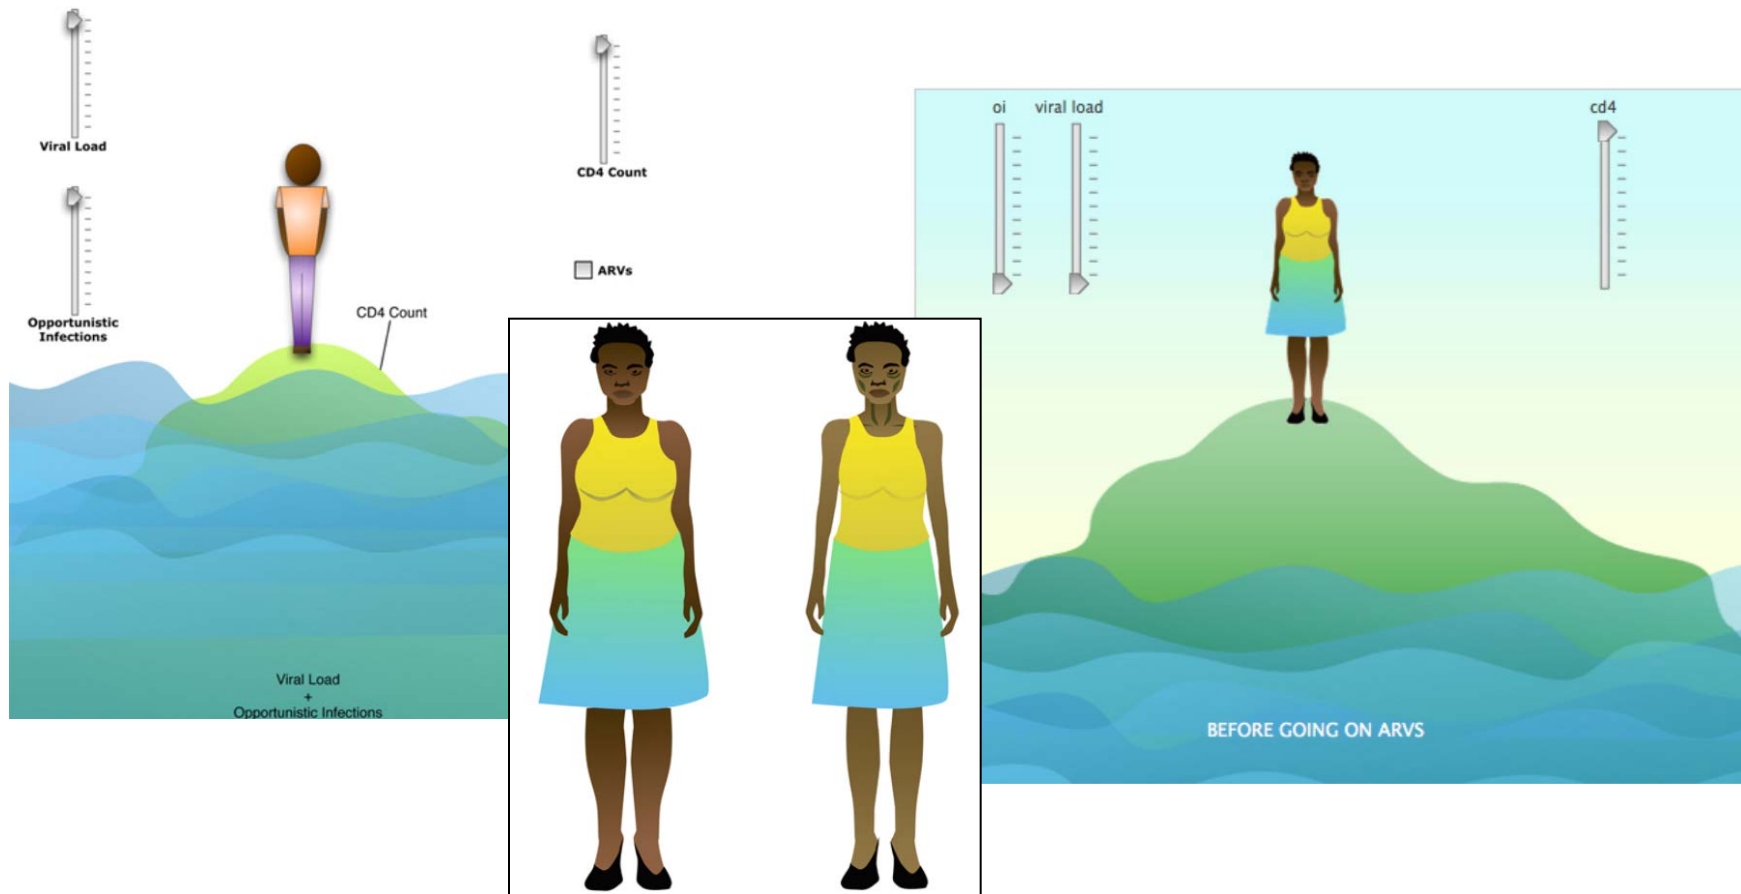 Viral Load
Opportunistic
Infections
CD4 Count
ARVs
CD4 Count
Viral Load
+
Opportunistic Infections
oi
viral load
cd4
BEFORE GOING ON ARVS